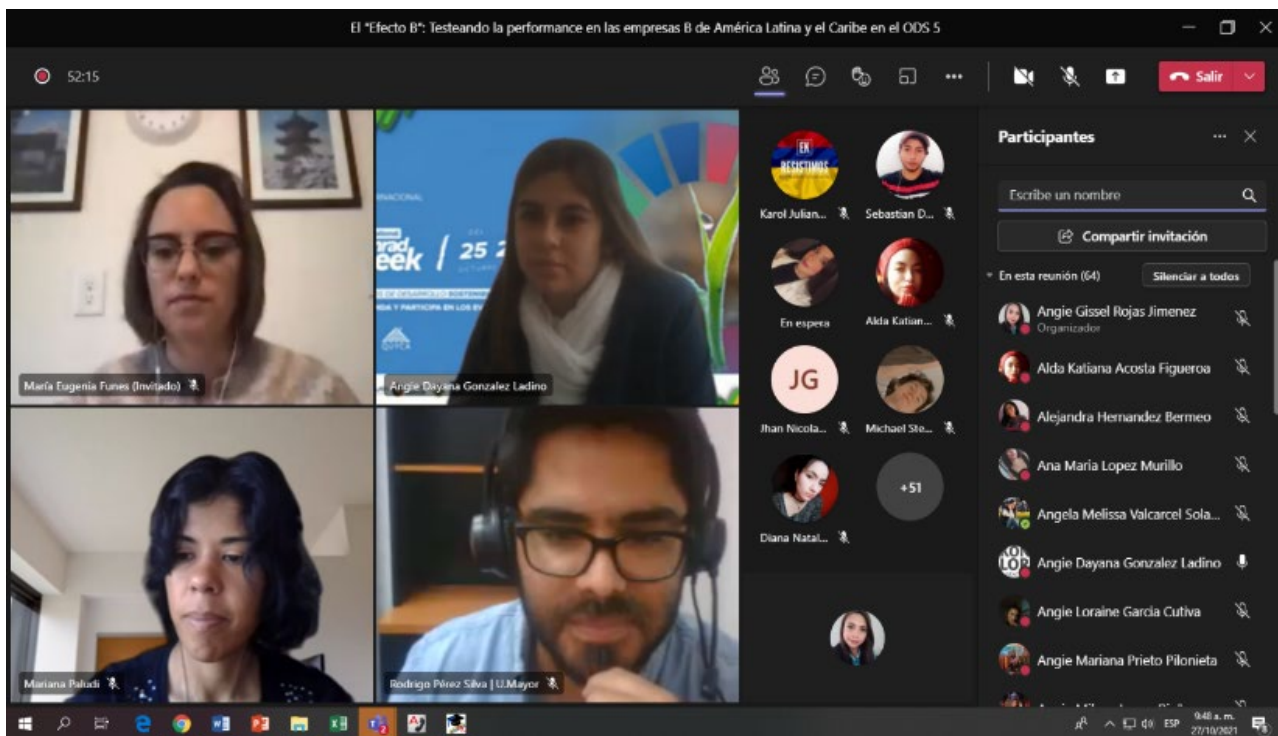 El "Efecto B": Testeando la performance en las empresas B de América Latina y el Caribe en el ODS 5
52:15
Salir
25
María Eugenia Funes (Invitado)
Angie Dayana Gonzalez Ladino
Mariana Paludi
Rodrigo Pérez Silva | U.Mayor
EN
RESISTIMOS
Karol Julian...
Sebastian D...
En espera
Alda Katian...
JG
Jhan Nicola...
Michael Ste...
+51
Diana Natal...
Participantes
Escribe un nombre
Compartir invitación
En esta reunión (64)
Silenciar a todos
Angie Gissel Rojas Jimenez
Organizador
Alda Katiana Acosta Figueroa
Alejandra Hernandez Bermeo
Ana Maria Lopez Murillo
Angela Melissa Valcarcel Sola...
Angie Dayana Gonzalez Ladino
Angie Loraine Garcia Cutiva
Angie Mariana Prieto Pilonieta
ESP
9:48 a. m.
27/10/2021